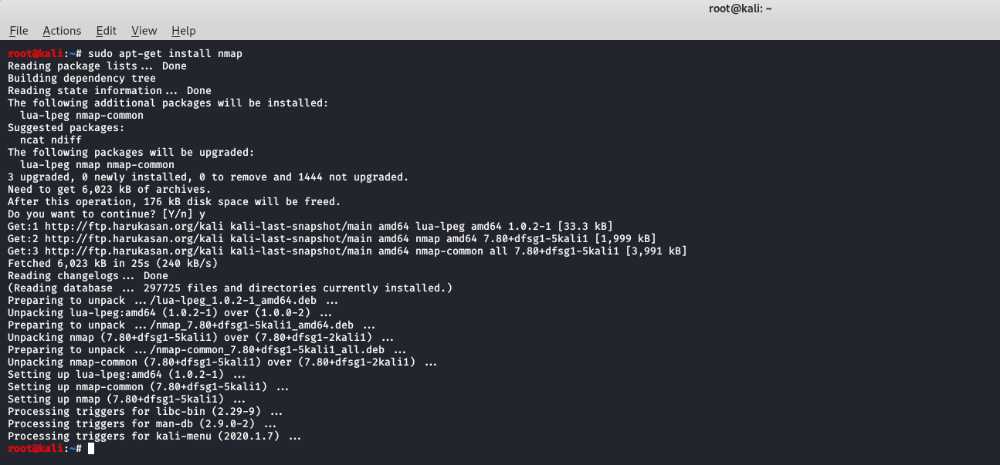 root@kali: ~
File Actions Edit View Help
root@kali:~# sudo apt-get install nmap
Reading package lists... Done
Building dependency tree
Reading state information... Done
The following additional packages will be installed:
  lua-lpeg nmap-common
Suggested packages:
  ncat ndiff
The following packages will be upgraded:
  lua-lpeg nmap nmap-common
3 upgraded, 0 newly installed, 0 to remove and 1444 not upgraded.
Need to get 6,023 kB of archives.
After this operation, 176 kB disk space will be freed.
Do you want to continue? [Y/n] y
Get:1 http://ftp.harukasan.org/kali kali-last-snapshot/main amd64 lua-lpeg amd64 1.0.2-1 [33.3 kB]
Get:2 http://ftp.harukasan.org/kali kali-last-snapshot/main amd64 nmap amd64 7.80+dfsg1-5kali1 [1,999 kB]
Get:3 http://ftp.harukasan.org/kali kali-last-snapshot/main amd64 nmap-common all 7.80+dfsg1-5kali1 [3,991 kB]
Fetched 6,023 kB in 25s (240 kB/s)
Reading changelogs... Done
(Reading database ... 297725 files and directories currently installed.)
Preparing to unpack .../lua-lpeg_1.0.2-1_amd64.deb ...
Unpacking lua-lpeg:amd64 (1.0.2-1) over (1.0.0-2) ...
Preparing to unpack .../nmap_7.80+dfsg1-5kali1_amd64.deb ...
Unpacking nmap (7.80+dfsg1-5kali1) over (7.80+dfsg1-2kali1) ...
Preparing to unpack .../nmap-common_7.80+dfsg1-5kali1_all.deb ...
Unpacking nmap-common (7.80+dfsg1-5kali1) over (7.80+dfsg1-2kali1) ...
Setting up lua-lpeg:amd64 (1.0.2-1) ...
Setting up nmap-common (7.80+dfsg1-5kali1) ...
Setting up nmap (7.80+dfsg1-5kali1) ...
Processing triggers for libc-bin (2.29-9) ...
Processing triggers for man-db (2.9.0-2) ...
Processing triggers for kali-menu (2020.1.7) ...
root@kali:~#